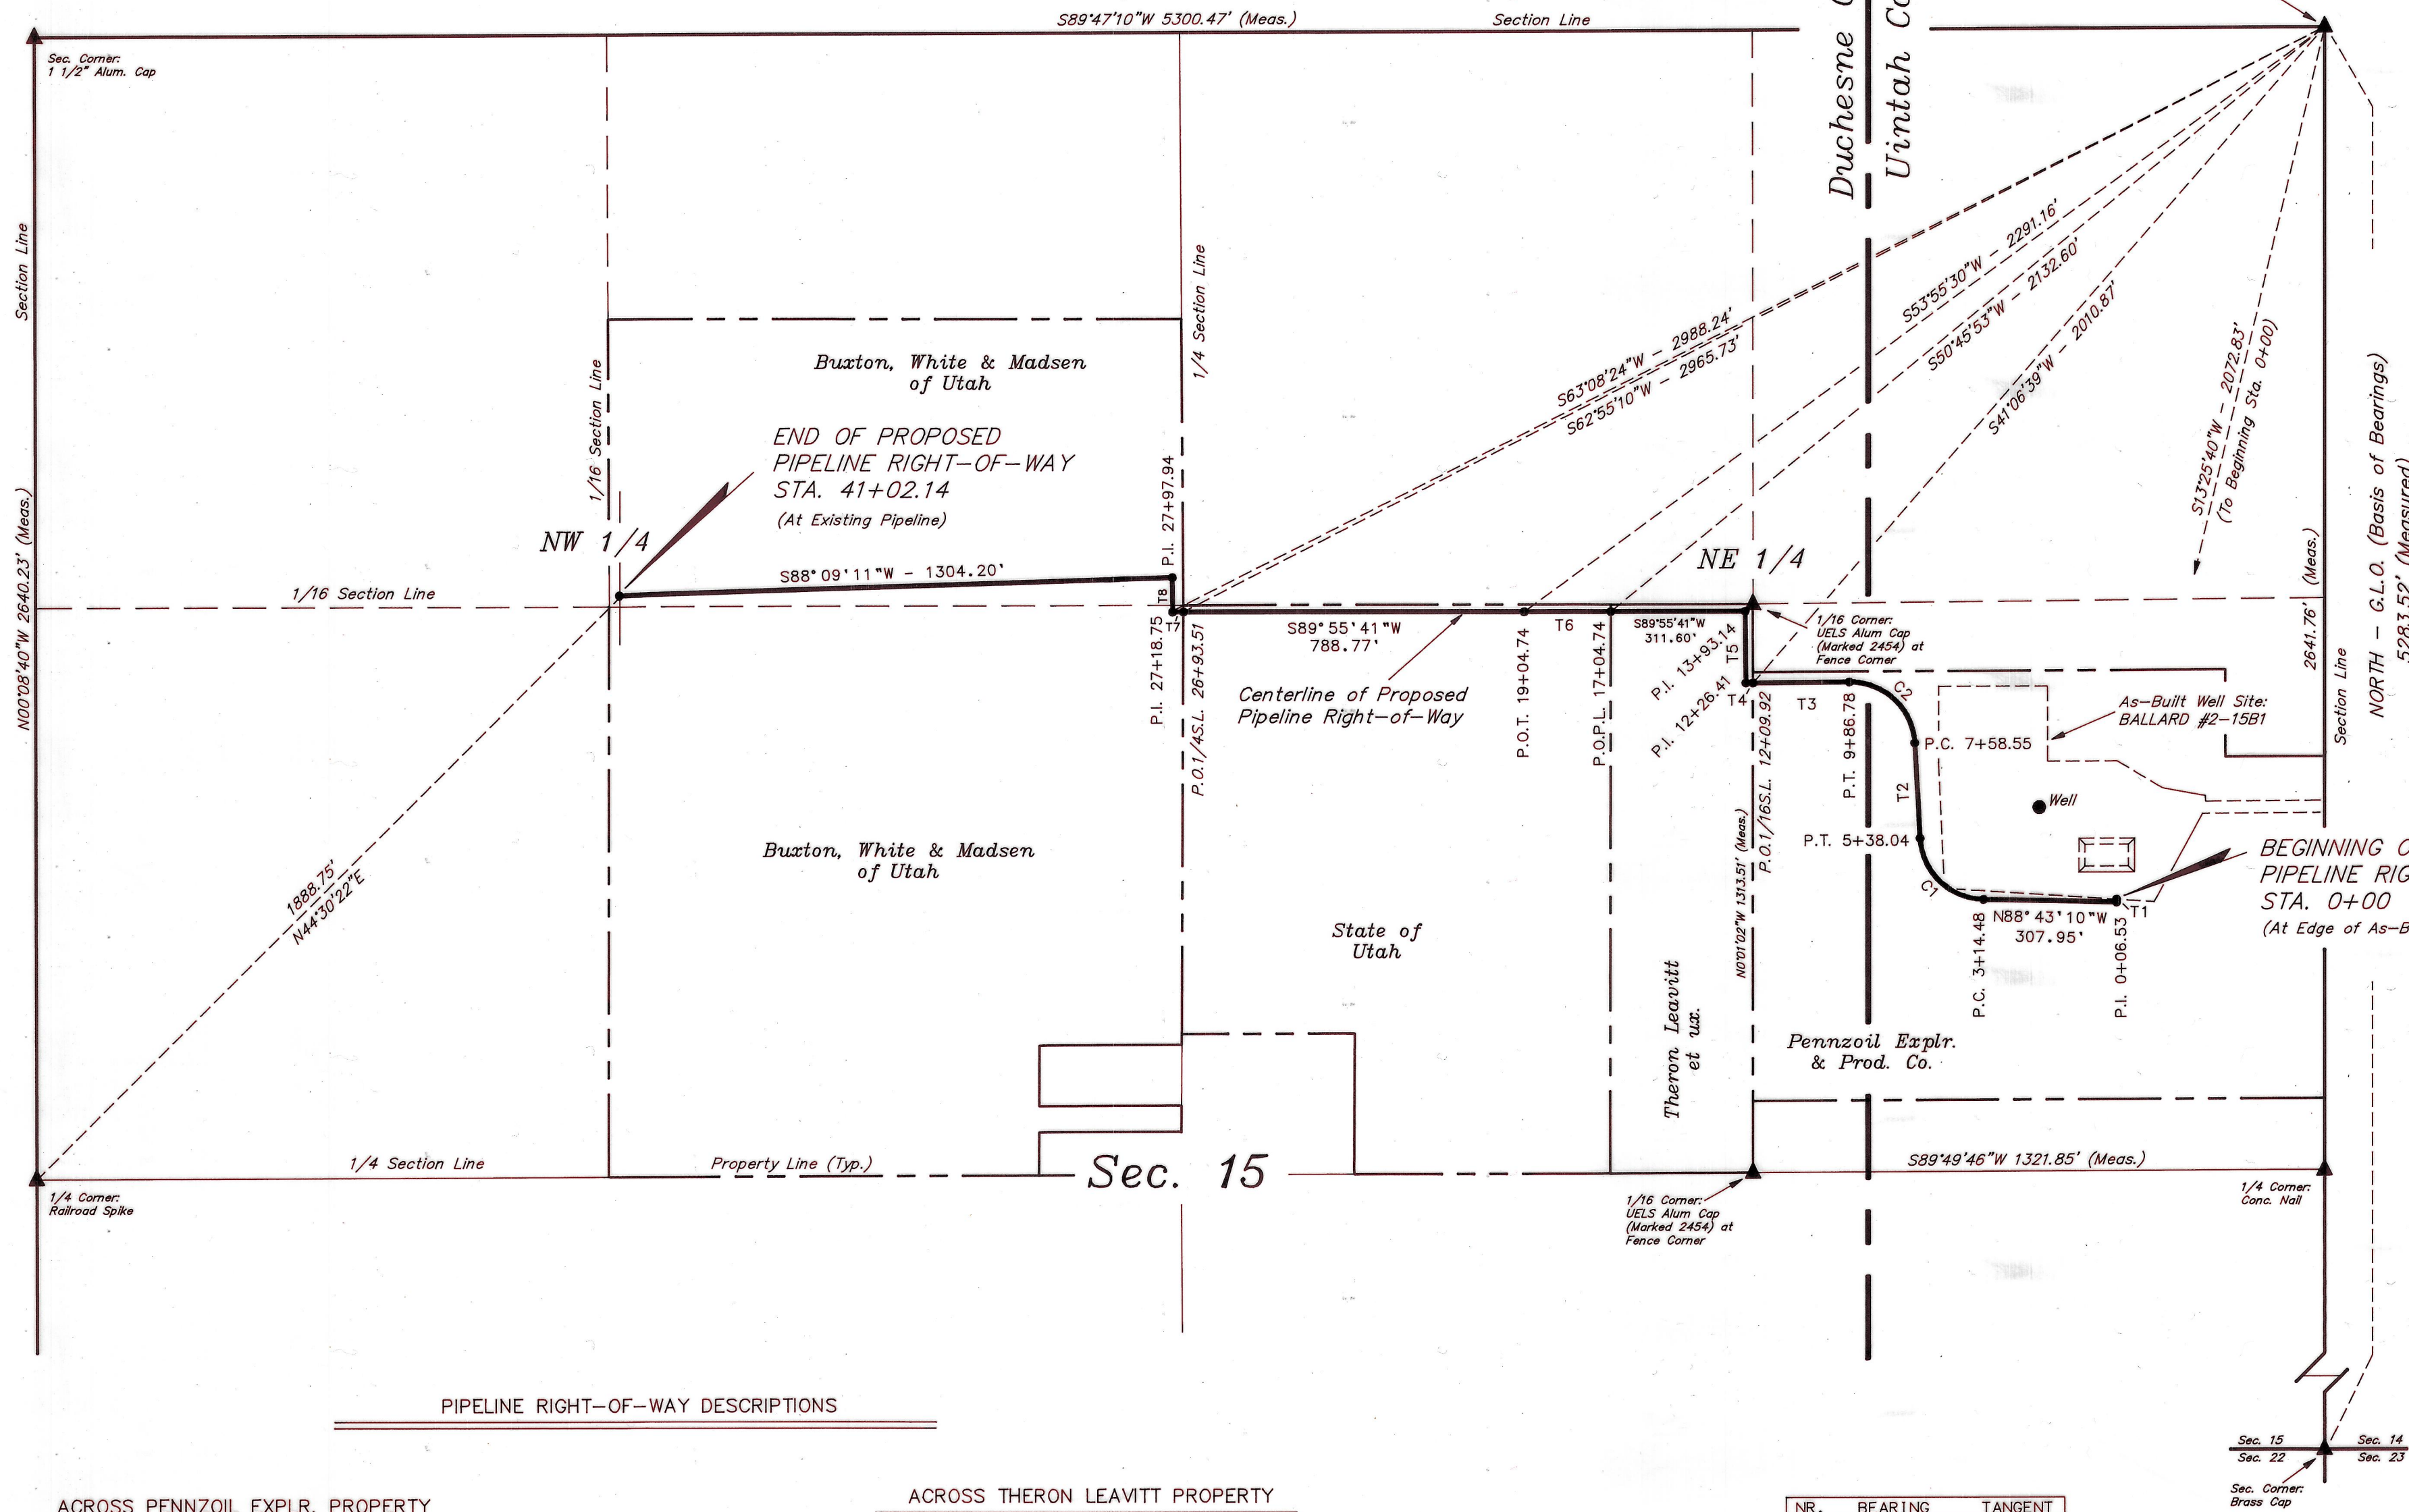 S89°47'10"W 5300.47' (Meas.)
Section Line
Sec. Corner:
1 1/2" Alum. Cap
Duchesne
Uintah
Section Line
N00°08'40"W 2640.23' (Meas.)
1/16 Section Line
1/4 Section Line
Buxton, White & Madsen
of Utah
END OF PROPOSED
PIPELINE RIGHT-OF-WAY
STA. 41+02.14
(At Existing Pipeline)
NW 1/4
S88°09'11"W - 1304.20'
1/16 Section Line
P.I. 27+97.94
T8
T7
P.I. 27+18.75
P.O.1/4S.L. 26+93.51
S63°08'24"W - 2988.24'
S62°55'10"W - 2965.73'
S53°55'30"W - 2291.16'
S50°45'53"W - 2132.60'
S41°06'39"W - 2010.87'
S13°25'40"W - 2072.83'
(To Beginning Sta. 0+00)
NE 1/4
S89°55'41"W
788.77'
T6
S89°55'41"W
311.60'
Centerline of Proposed
Pipeline Right-of-Way
P.O.T. 19+04.74
P.O.P.L. 17+04.74
P.I. 13+93.14
P.I. 12+26.41
T5
T4
1/16 Corner:
UELS Alum Cap
(Marked 2454) at
Fence Corner
T3
C2
P.O.1/16S.L. 12+09.92
N0°01'02"W 1313.51' (Meas.)
P.T. 9+86.78
P.C. 7+58.55
T2
P.T. 5+38.04
C1
As-Built Well Site:
BALLARD #2-15B1
Well
N88°43'10"W
307.95'
T1
P.C. 3+14.48
P.I. 0+06.53
2641.76' (Meas.)
Section Line
NORTH - G.L.O. (Basis of Bearings)
5283.52' (Measured)
BEGINNING
PIPELINE
STA. 0+00
(At Edge of
1888.75'
N44°30'22"E
Buxton, White & Madsen
of Utah
State of
Utah
Theron Leavitt
et ux.
Pennzoil Explr.
& Prod. Co.
1/4 Section Line
Property Line (Typ.)
Sec. 15
S89°49'46"W 1321.85' (Meas.)
1/4 Corner:
Railroad Spike
1/16 Corner:
UELS Alum Cap
(Marked 2454) at
Fence Corner
1/4 Corner:
Conc. Nail
PIPELINE RIGHT-OF-WAY DESCRIPTIONS
Sec. 15
Sec. 14
Sec. 22
Sec. 23
Sec. Corner:
Brass Cap
ACROSS PENNZOIL EXPLR. PROPERTY
ACROSS THERON LEAVITT PROPERTY
NR. BEARING TANGENT